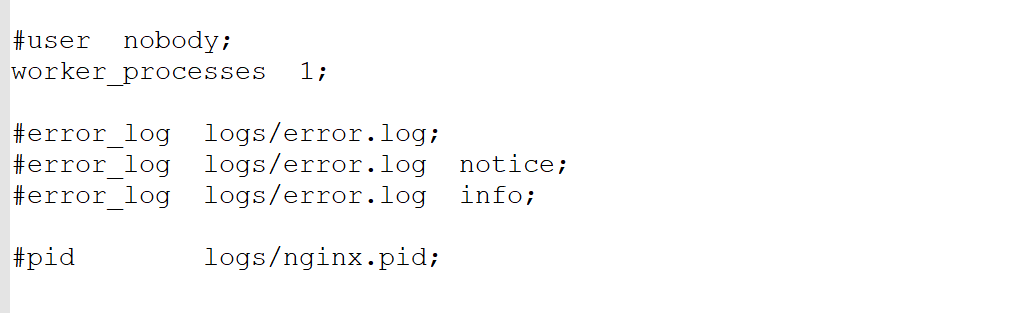 #user  nobody;
worker_processes  1;

#error_log  logs/error.log;
#error_log  logs/error.log  notice;
#error_log  logs/error.log  info;

#pid        logs/nginx.pid;